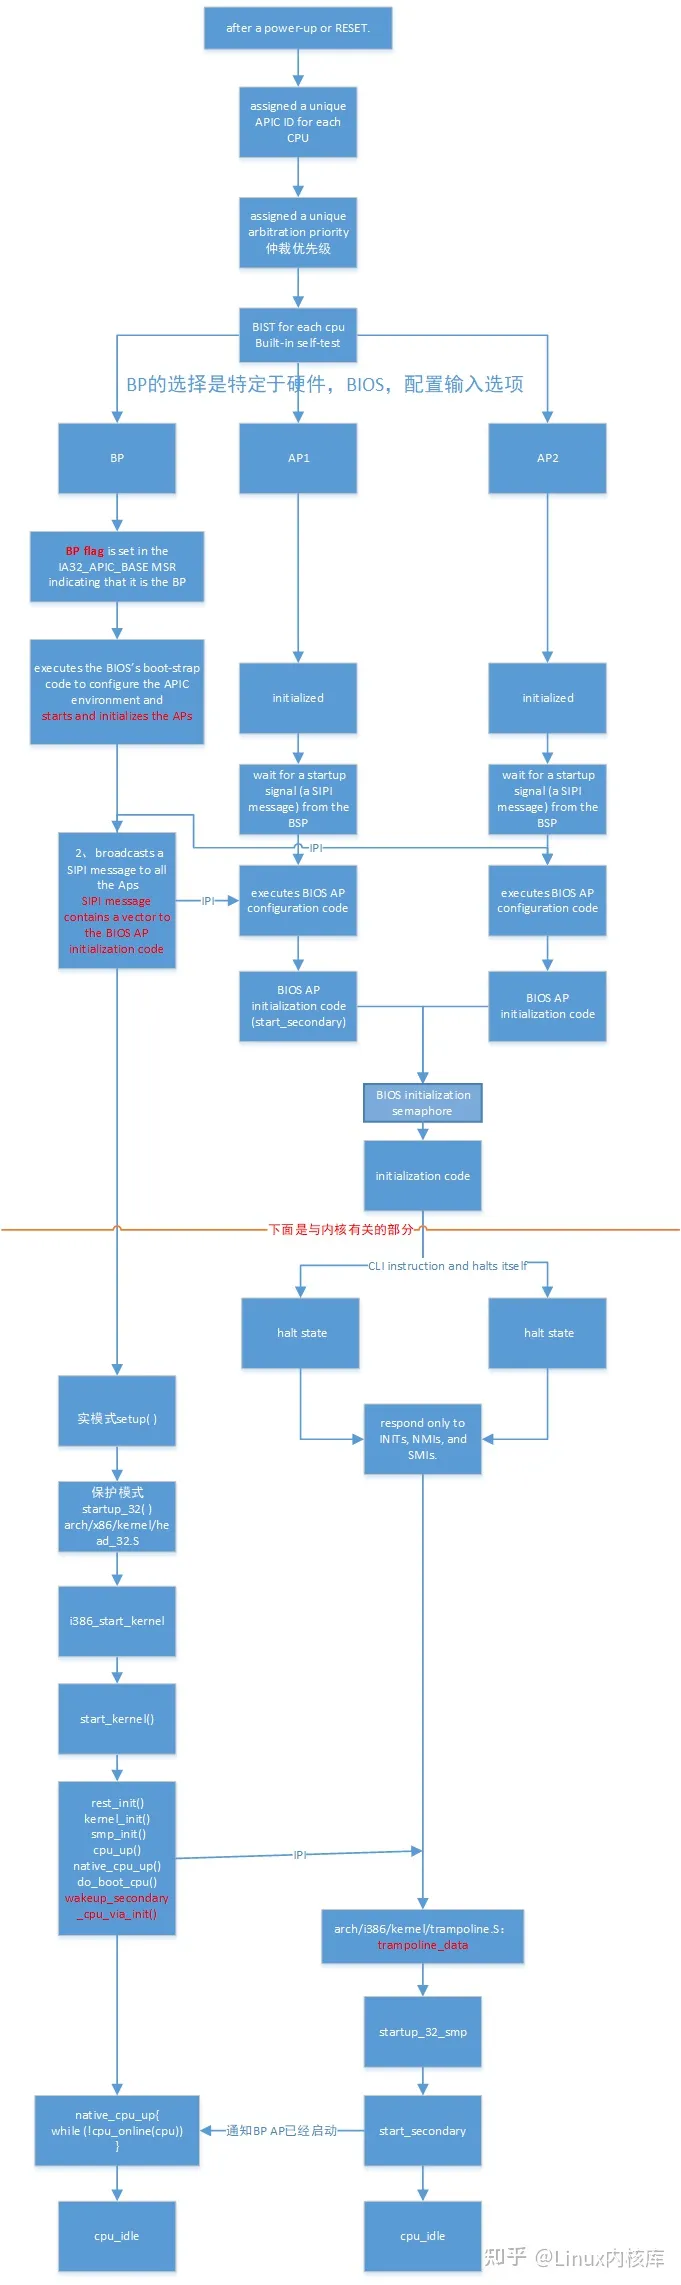 after a power-up or RESET.
assigned a unique
APIC ID for each
CPU
assigned a unique
arbitration priority
仲裁优先级
BIST for each cpu
Built-in self-test
BP的选择是特定于硬件，BIOS，配置输入选项
BP
AP1
AP2
BP flag is set in the
IA32_APIC_BASE MSR
indicating that it is the BP
executes the BIOS's boot-strap
code to configure the APIC
environment and
starts and initializes the APs
initialized
initialized
wait for a startup
signal (a SIPI
message) from the
BSP
wait for a startup
signal (a SIPI
message) from the
BSP
IPI
2、broadcasts a
SIPI message to all
the Aps
SIPI message
contains a vector to
the BIOS AP
initialization code
IPI
executes BIOS AP
configuration code
executes BIOS AP
configuration code
BIOS AP
initialization code
(start_secondary)
BIOS AP
initialization code
BIOS initialization
semaphore
initialization code
下面是与内核有关的部分
CLI instruction and halts itself
halt state
halt state
respond only to
INITs, NMIs, and
SMIs.
实模式setup( )
保护模式
startup_32( )
arch/x86/kernel/he
ad_32.S
i386_start_kernel
start_kernel()
rest_init()
kernel_init()
smp_init()
cpu_up()
native_cpu_up()
do_boot_cpu()
wakeup_secondary
_cpu_via_init()
IPI
arch/i386/kernel/trampoline.S：
trampoline_data
startup_32_smp
native_cpu_up{
while (!cpu_online(cpu))
}
通知BP AP已经启动
start_secondary
cpu_idle
cpu_idle
知乎 @Linux内核库